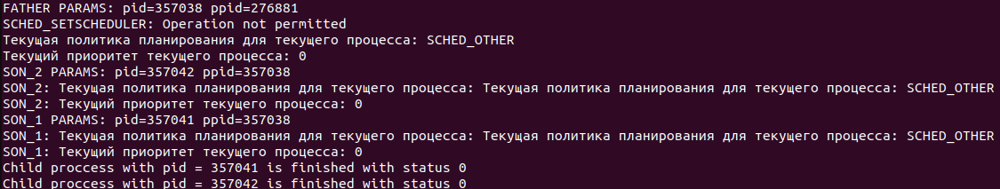 FATHER PARAMS: pid=357038 ppid=276881
SCHED_SETSCHEDULER: Operation not permitted
Текущая политика планирования для текущего процесса: SCHED_OTHER
Текущий приоритет текущего процесса: 0
SON_2 PARAMS: pid=357042 ppid=357038
SON_2: Текущая политика планирования для текущего процесса: Текущая политика планирования для текущего процесса: SCHED_OTHER
SON_2: Текущий приоритет текущего процесса: 0
SON_1 PARAMS: pid=357041 ppid=357038
SON_1: Текущая политика планирования для текущего процесса: Текущая политика планирования для текущего процесса: SCHED_OTHER
SON_1: Текущий приоритет текущего процесса: 0
Child proccess with pid = 357041 is finished with status 0
Child proccess with pid = 357042 is finished with status 0